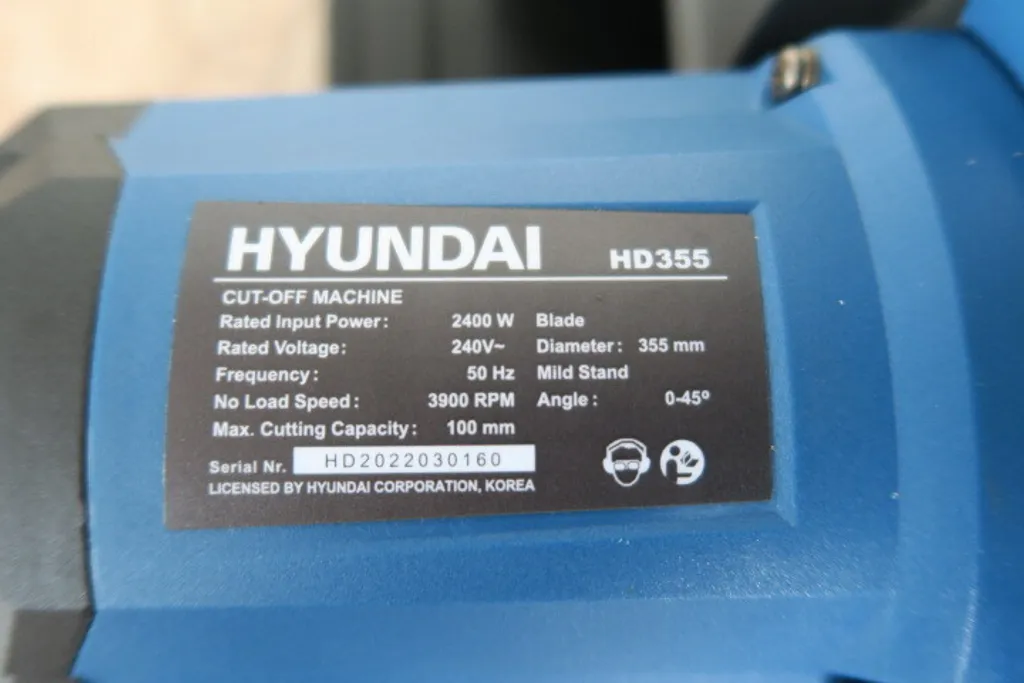 HYUNDAI HD355
CUT-OFF MACHINE
Rated Input Power: 2400 W Blade
Rated Voltage: 240V~ Diameter: 355 mm
Frequency: 50 Hz Mild Stand
No Load Speed: 3900 RPM Angle: 0-45º
Max. Cutting Capacity: 100 mm
Serial Nr. HD2022030160
LICENSED BY HYUNDAI CORPORATION, KOREA